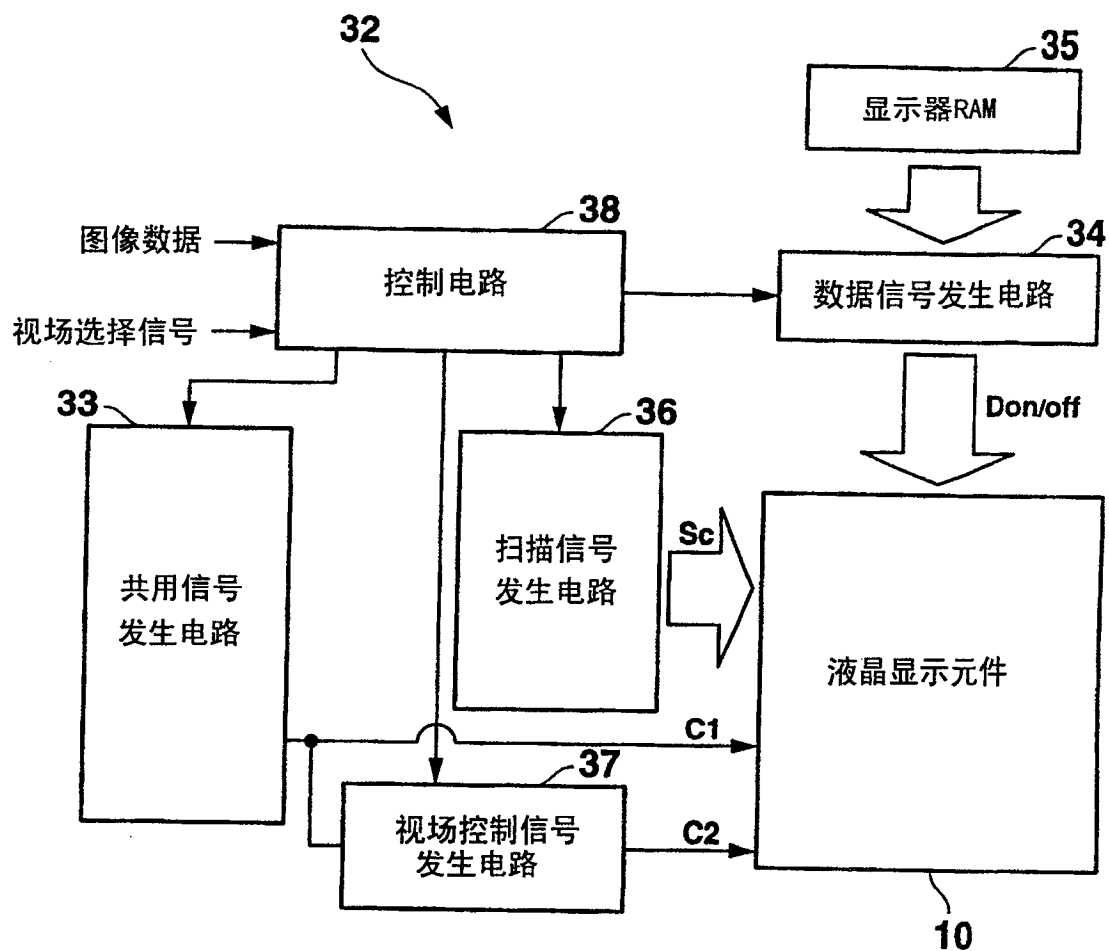 32
35
显示器RAM
38
图像数据
控制电路
34
数据信号发生电路
视场选择信号
33
36
Don/off
共用信号
发生电路
扫描信号
发生电路
Sc
液晶显示元件
C1
37
视场控制信号
发生电路
C2
10